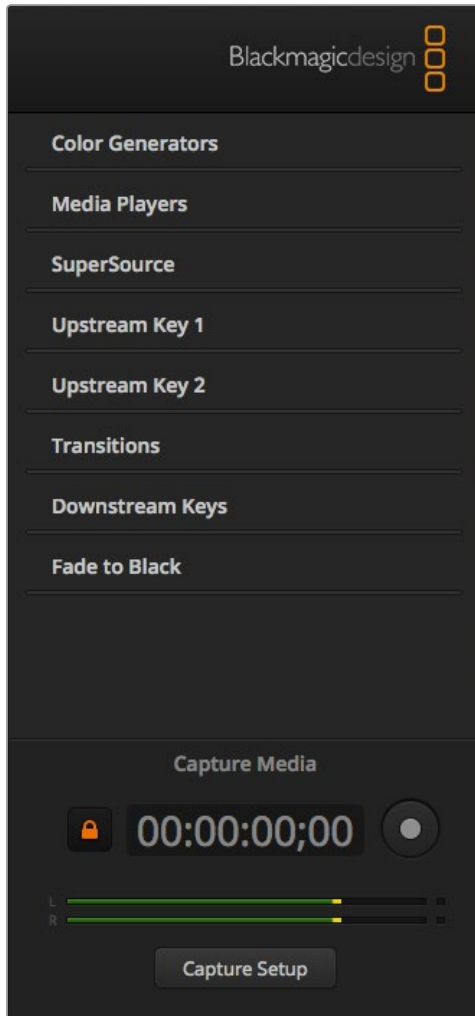 Blackmagicdesign
Color Generators
Media Players
SuperSource
Upstream Key 1
Upstream Key 2
Transitions
Downstream Keys
Fade to Black
Capture Media
00:00:00;00
L
R
Capture Setup